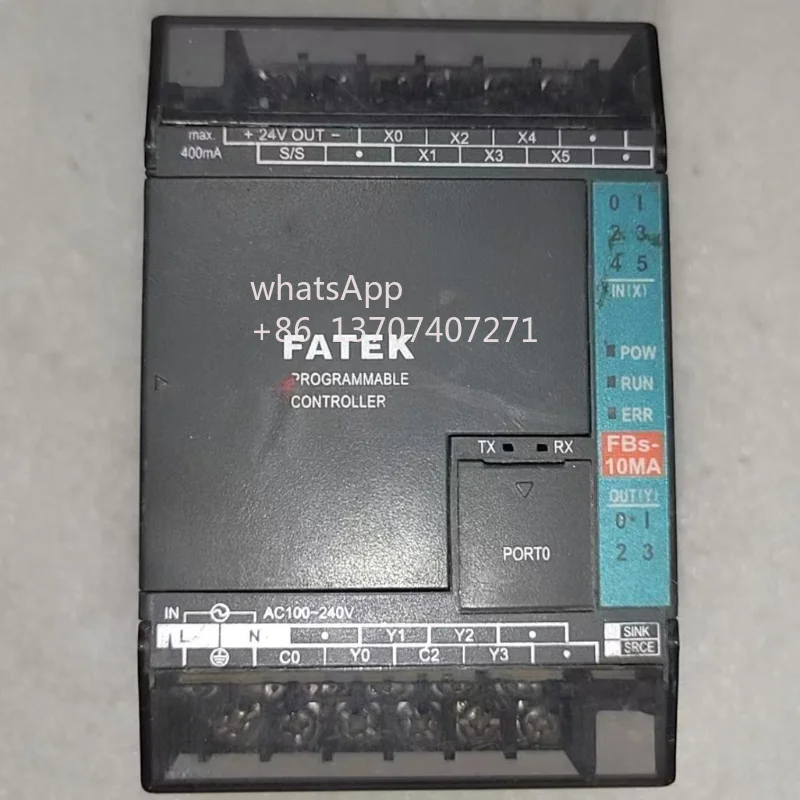 max. + 24V OUT − X0 X2 X4 •
400mA S/S • X1 X3 X5 •
0 1
2 3
4 5
IN(X)
whatsApp
+86 13707407271
FATEK
PROGRAMMABLE
CONTROLLER
POW
RUN
ERR
TX RX
FBs-
10MA
PORT0
OUT(Y)
0 1
2 3
IN AC100~240V
L N • Y1 Y2 • SINK
C0 Y0 C2 Y3 • SRCE